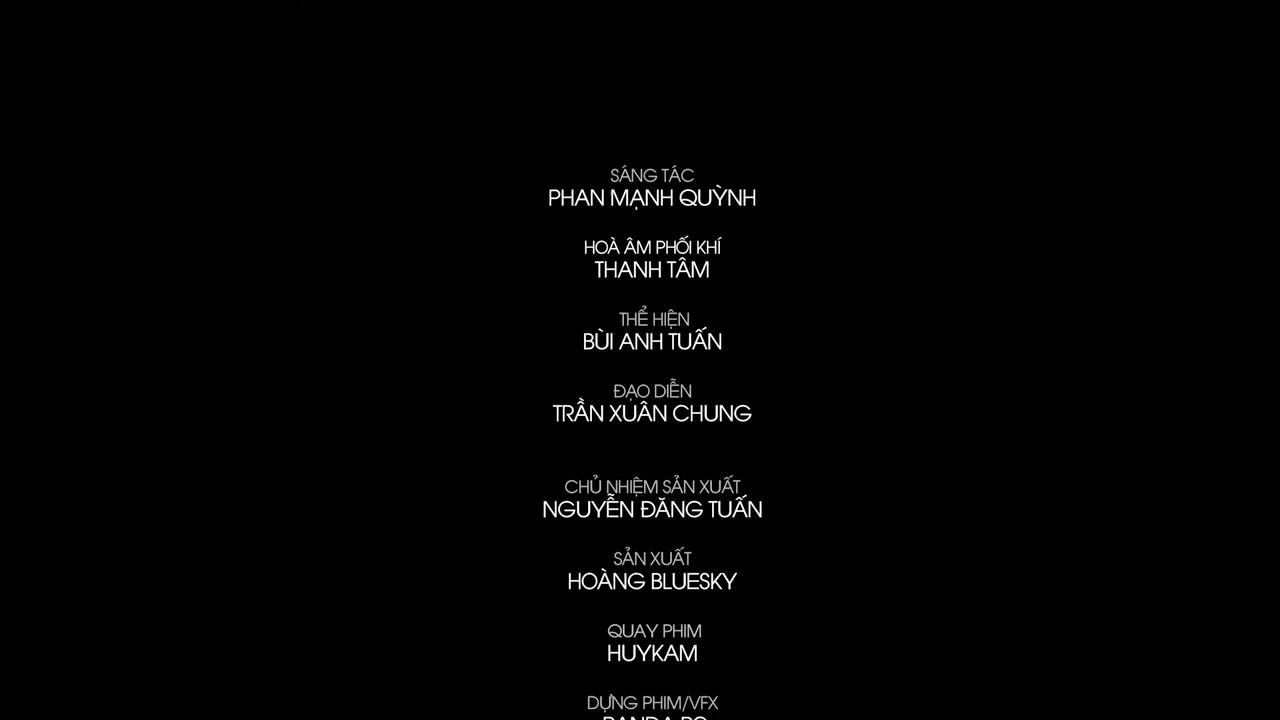 SÁNG TÁC
PHAN MẠNH QUỲNH
HOÀ ÂM PHỐI KHÍ
THANH TÂM
THỂ HIỆN
BÙI ANH TUẤN
ĐẠO DIỄN
TRẦN XUÂN CHUNG
CHỦ NHIỆM SẢN XUẤT
NGUYỄN ĐĂNG TUẤN
SẢN XUẤT
HOÀNG BLUESKY
QUAY PHIM
HUYKAM
DỰNG PHIM/VFX